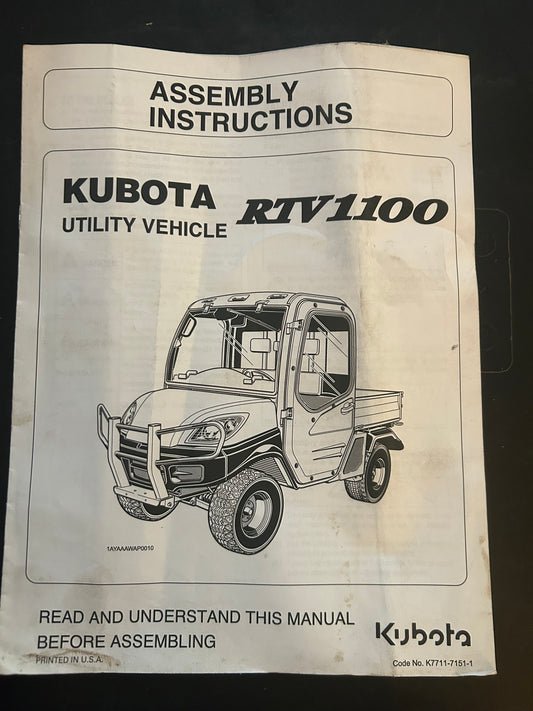 ASSEMBLY
INSTRUCTIONS
KUBOTA RTV1100
UTILITY VEHICLE
1AYAAAWAP0010
READ AND UNDERSTAND THIS MANUAL
BEFORE ASSEMBLING
PRINTED IN U.S.A.
Kubota
Code No. K7711-7151-1